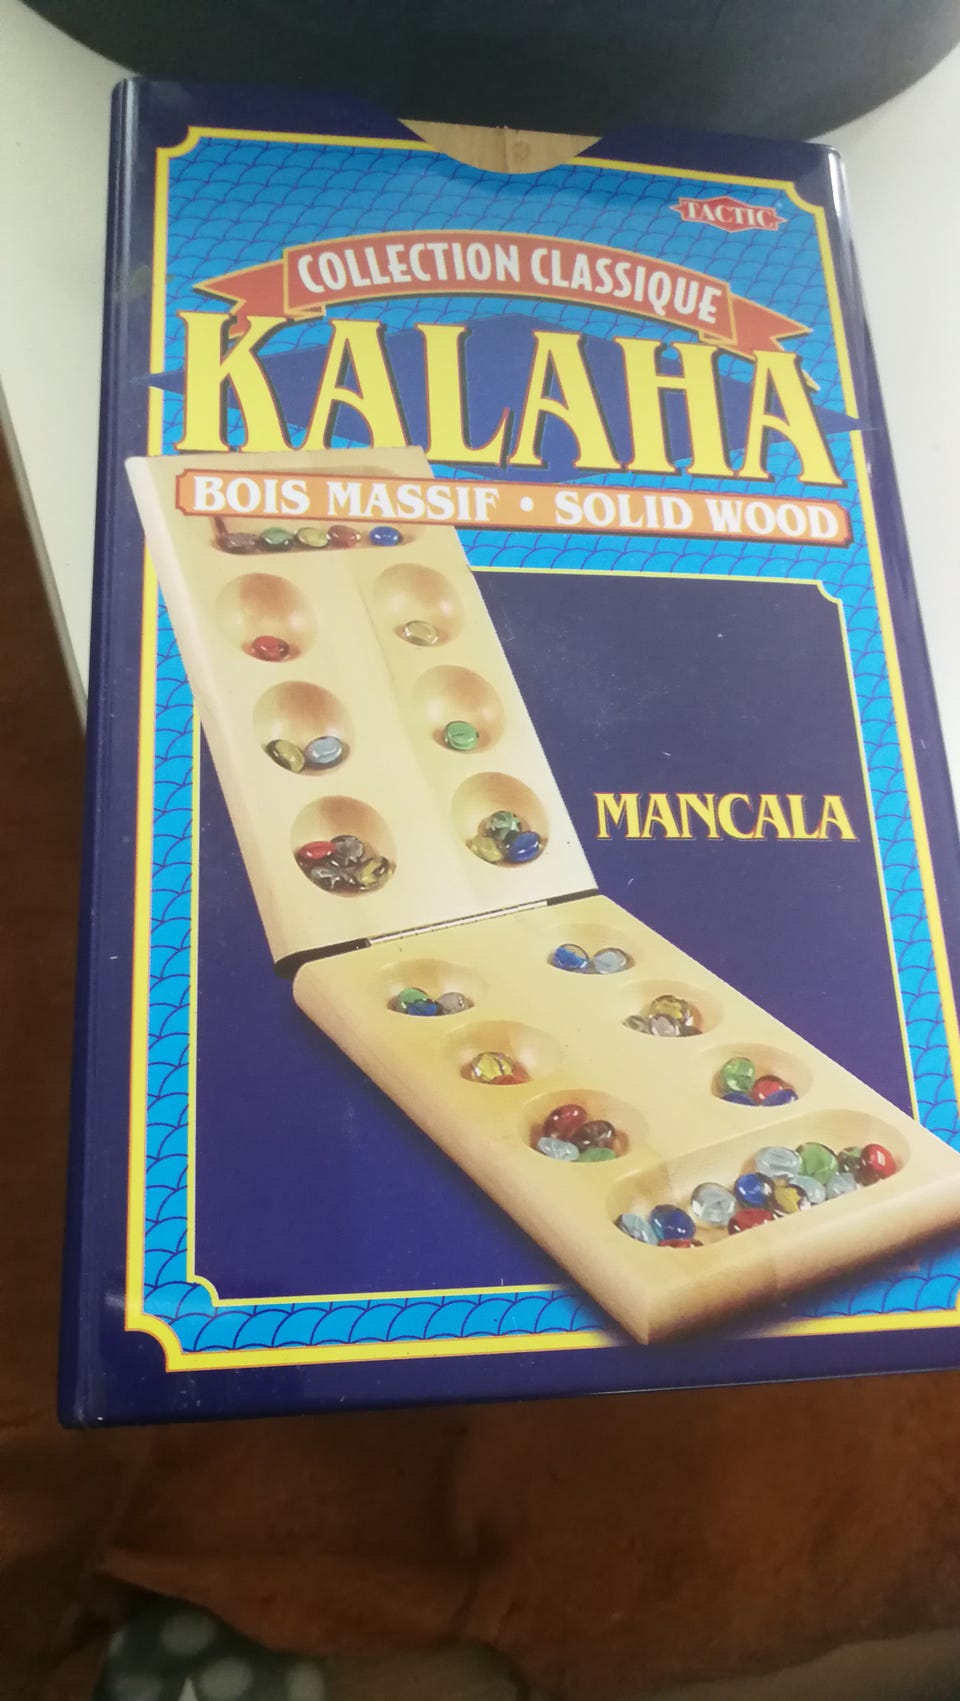 TACTIC
COLLECTION CLASSIQUE
KALAHA
BOIS MASSIF • SOLID WOOD
MANCALA